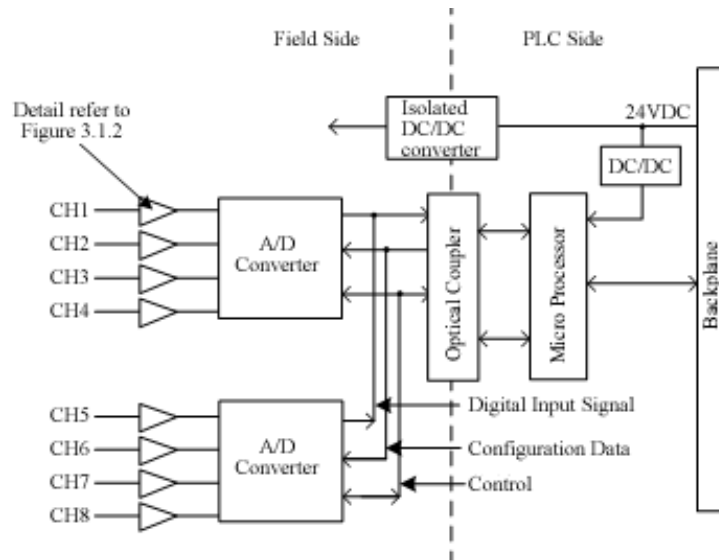 Field Side
PLC Side
Detail refer to
Figure 3.1.2
Isolated
DC/DC
converter
24VDC
DC/DC
CH1
CH2
CH3
CH4
A/D
Converter
Optical Coupler
Micro Processor
Backplane
CH5
CH6
CH7
CH8
A/D
Converter
Digital Input Signal
Configuration Data
Control